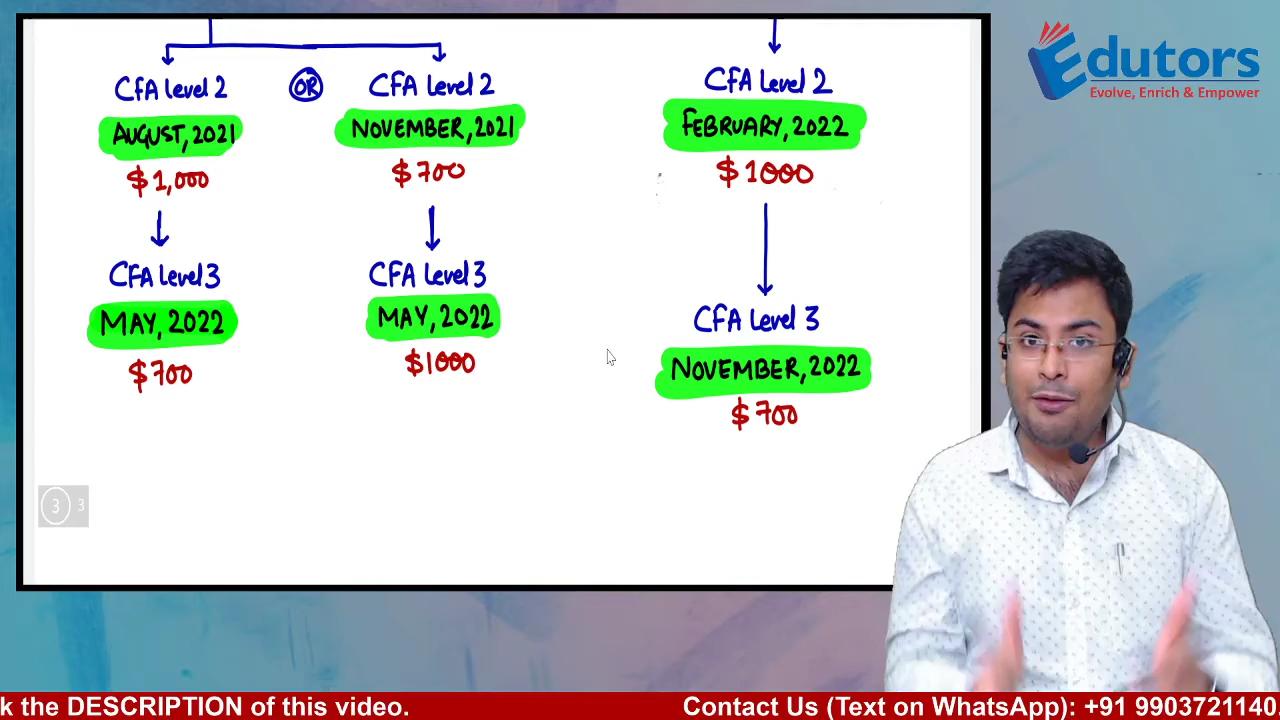 CFA Level 2
AUGUST, 2021
$1,000
CFA Level 3
MAY, 2022
$700
OR
CFA Level 2
NOVEMBER, 2021
$700
CFA Level 3
MAY, 2022
$1000
CFA Level 2
FEBRUARY, 2022
$1000
CFA Level 3
NOVEMBER, 2022
$700
3 3
Edutors
Evolve, Enrich & Empower
k the DESCRIPTION of this video.
Contact Us (Text on WhatsApp): +91 9903721140